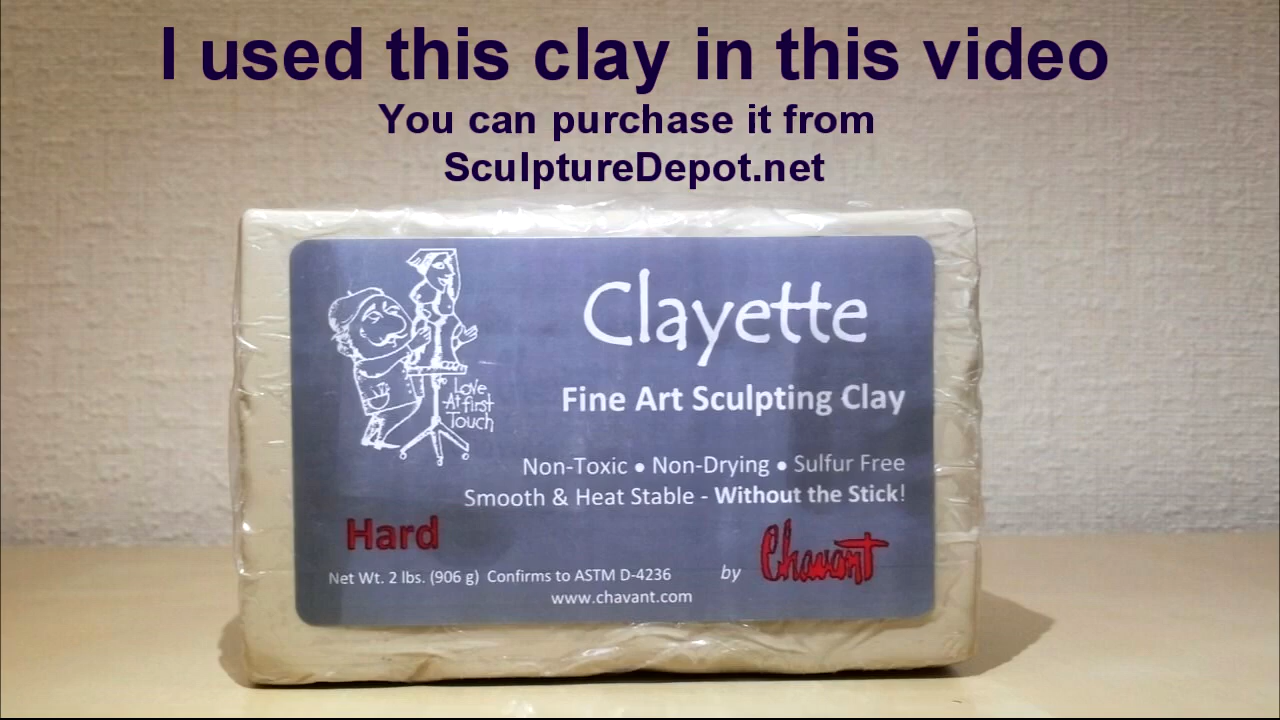 I used this clay in this video
You can purchase it from
SculptureDepot.net
Clayette
Love
At first
Touch
Fine Art Sculpting Clay
Non-Toxic • Non-Drying • Sulfur Free
Smooth & Heat Stable - Without the Stick!
Hard
Net Wt. 2 lbs. (906 g) Confirms to ASTM D-4236
by Chavant
www.chavant.com